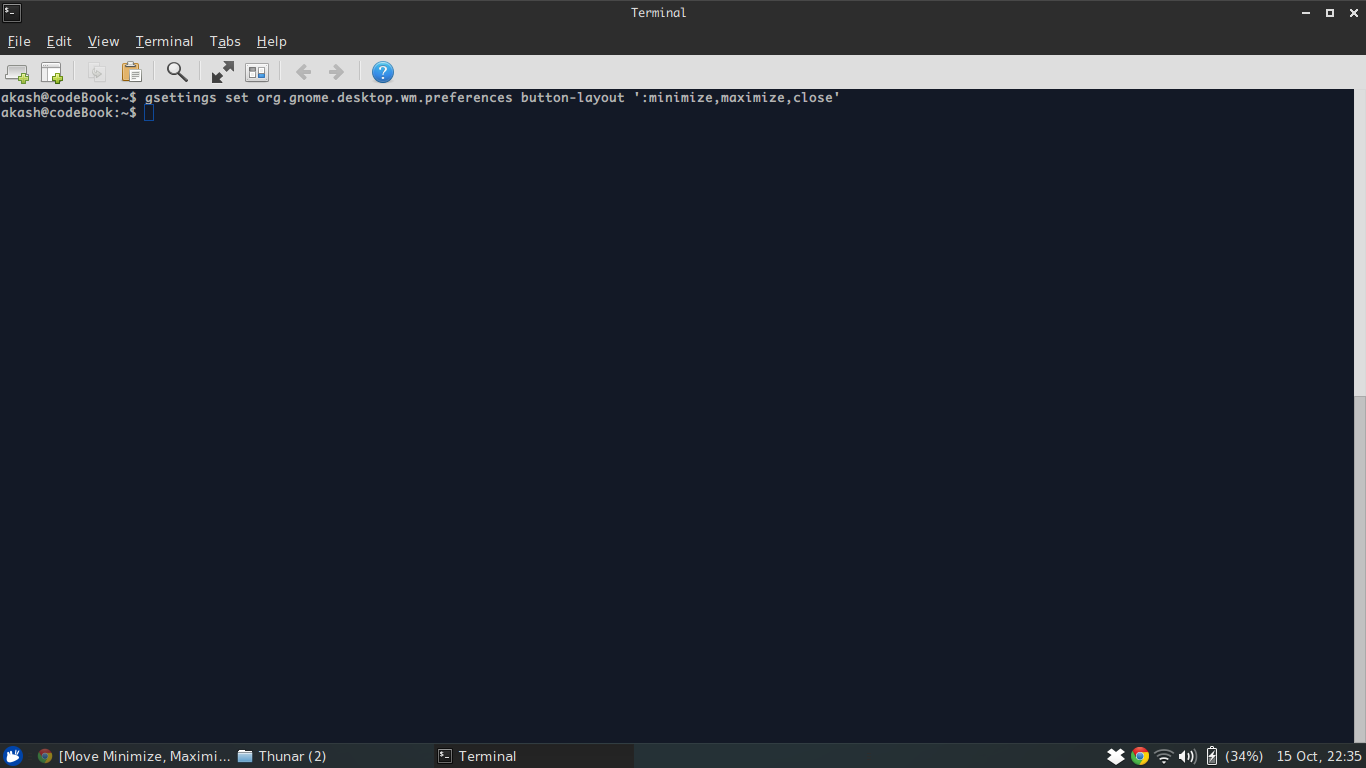 Terminal
File Edit View Terminal Tabs Help
akash@codeBook:~$ gsettings set org.gnome.desktop.wm.preferences button-layout ':minimize,maximize,close'
akash@codeBook:~$
[Move Minimize, Maximi... Thunar (2) Terminal (34%) 15 Oct, 22:35